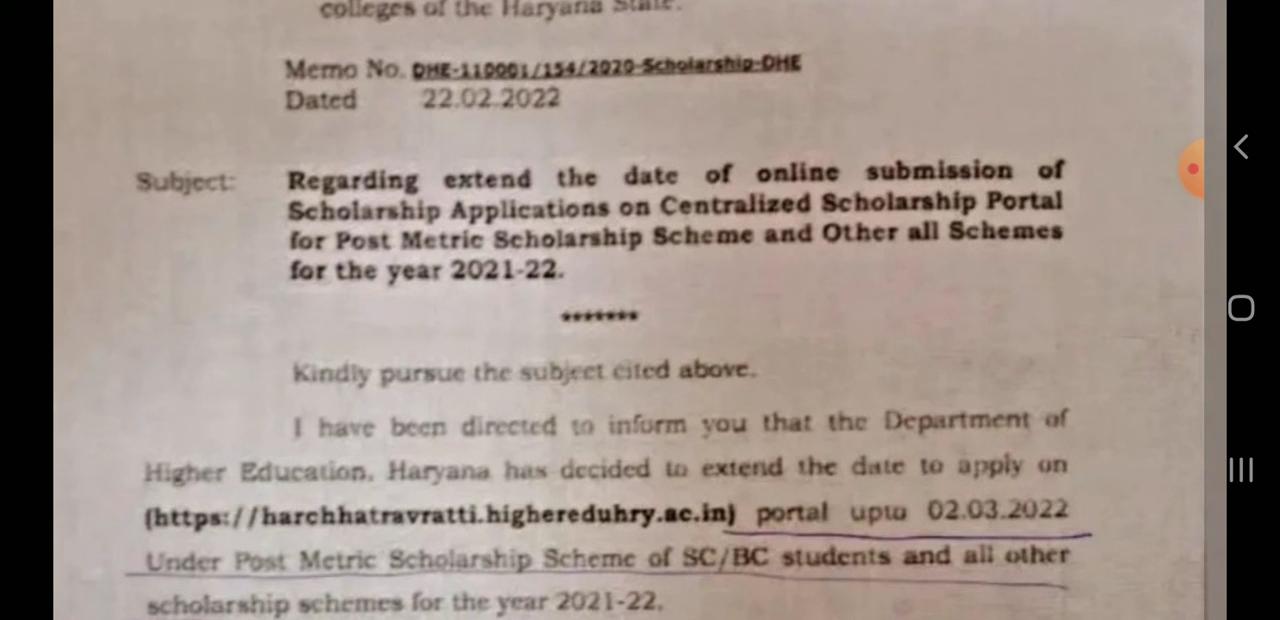 colleges of the Haryana State.
Memo No. DHE-110001/154/2020-Scholarship-DHE
Dated 22.02.2022
Subject: Regarding extend the date of online submission of
Scholarship Applications on Centralized Scholarship Portal
for Post Metric Scholarship Scheme and Other all Schemes
for the year 2021-22.
*******
Kindly pursue the subject cited above.
I have been directed to inform you that the Department of
Higher Education, Haryana has decided to extend the date to apply on
(https://harchhatravratti.highereduhry.ac.in) portal upto 02.03.2022
Under Post Metric Scholarship Scheme of SC/BC students and all other
scholarship schemes for the year 2021-22.